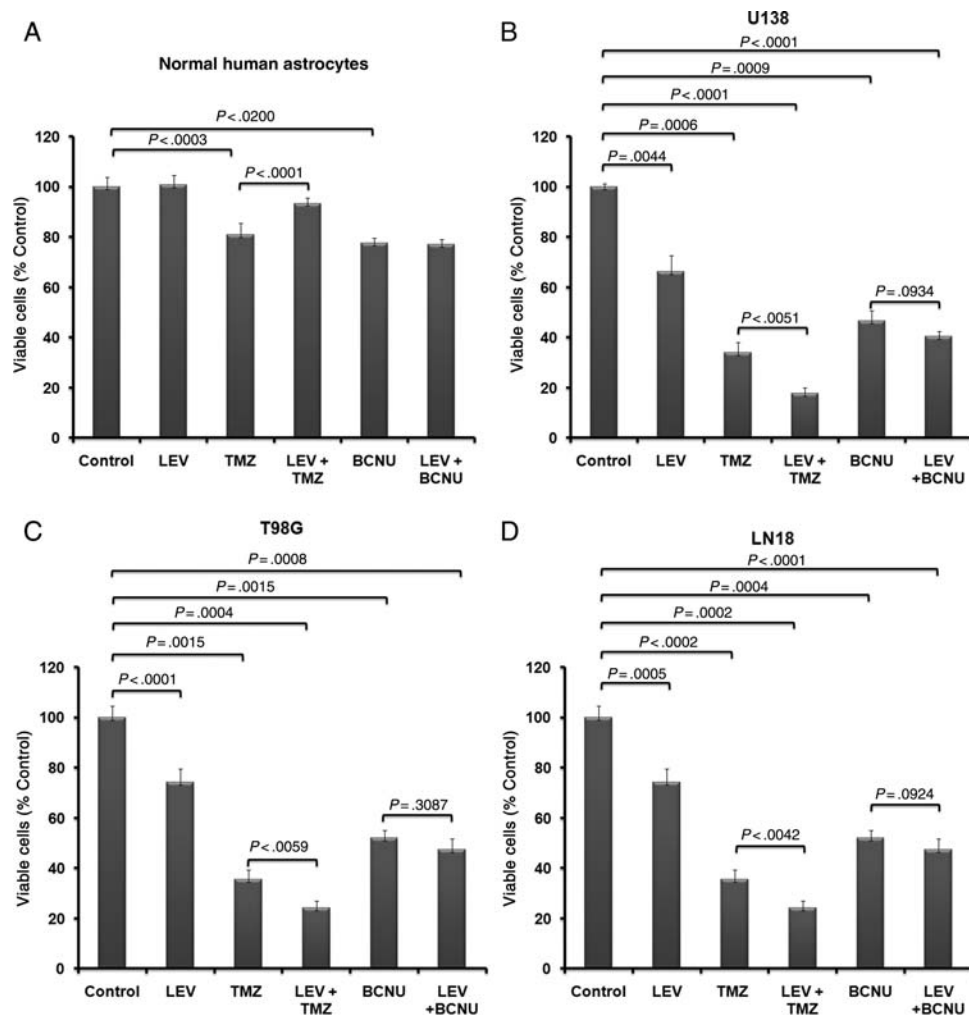 A
Normal human astrocytes
P<.0200
P<.0003
P<.0001
Viable cells (% Control)
120
100
80
60
40
20
0
Control
LEV
TMZ
LEV +
TMZ
BCNU
LEV +
BCNU
B
U138
P<.0001
P=.0009
P<.0001
P=.0006
P=.0044
P<.0051
P=.0934
Viable cells (% Control)
120
100
80
60
40
20
0
Control
LEV
TMZ
LEV +
TMZ
BCNU
LEV
+BCNU
C
T98G
P=.0008
P=.0015
P=.0004
P=.0015
P<.0001
P<.0059
P=.3087
Viable cells (% Control)
120
100
80
60
40
20
0
Control
LEV
TMZ
LEV +
TMZ
BCNU
LEV
+BCNU
D
LN18
P<.0001
P=.0004
P=.0002
P<.0002
P=.0005
P<.0042
P=.0924
Viable cells (% Control)
120
100
80
60
40
20
0
Control
LEV
TMZ
LEV +
TMZ
BCNU
LEV
+BCNU